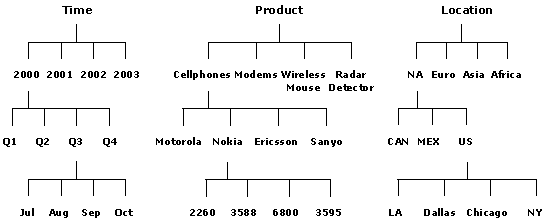 Time Product Location
2000 2001 2002 2003 Cellphones Modems Wireless Mouse Radar Detector NA Euro Asia Africa
Q1 Q2 Q3 Q4 Motorola Nokia Ericsson Sanyo CAN MEX US
Jul Aug Sep Oct 2260 3588 6800 3595 LA Dallas Chicago NY